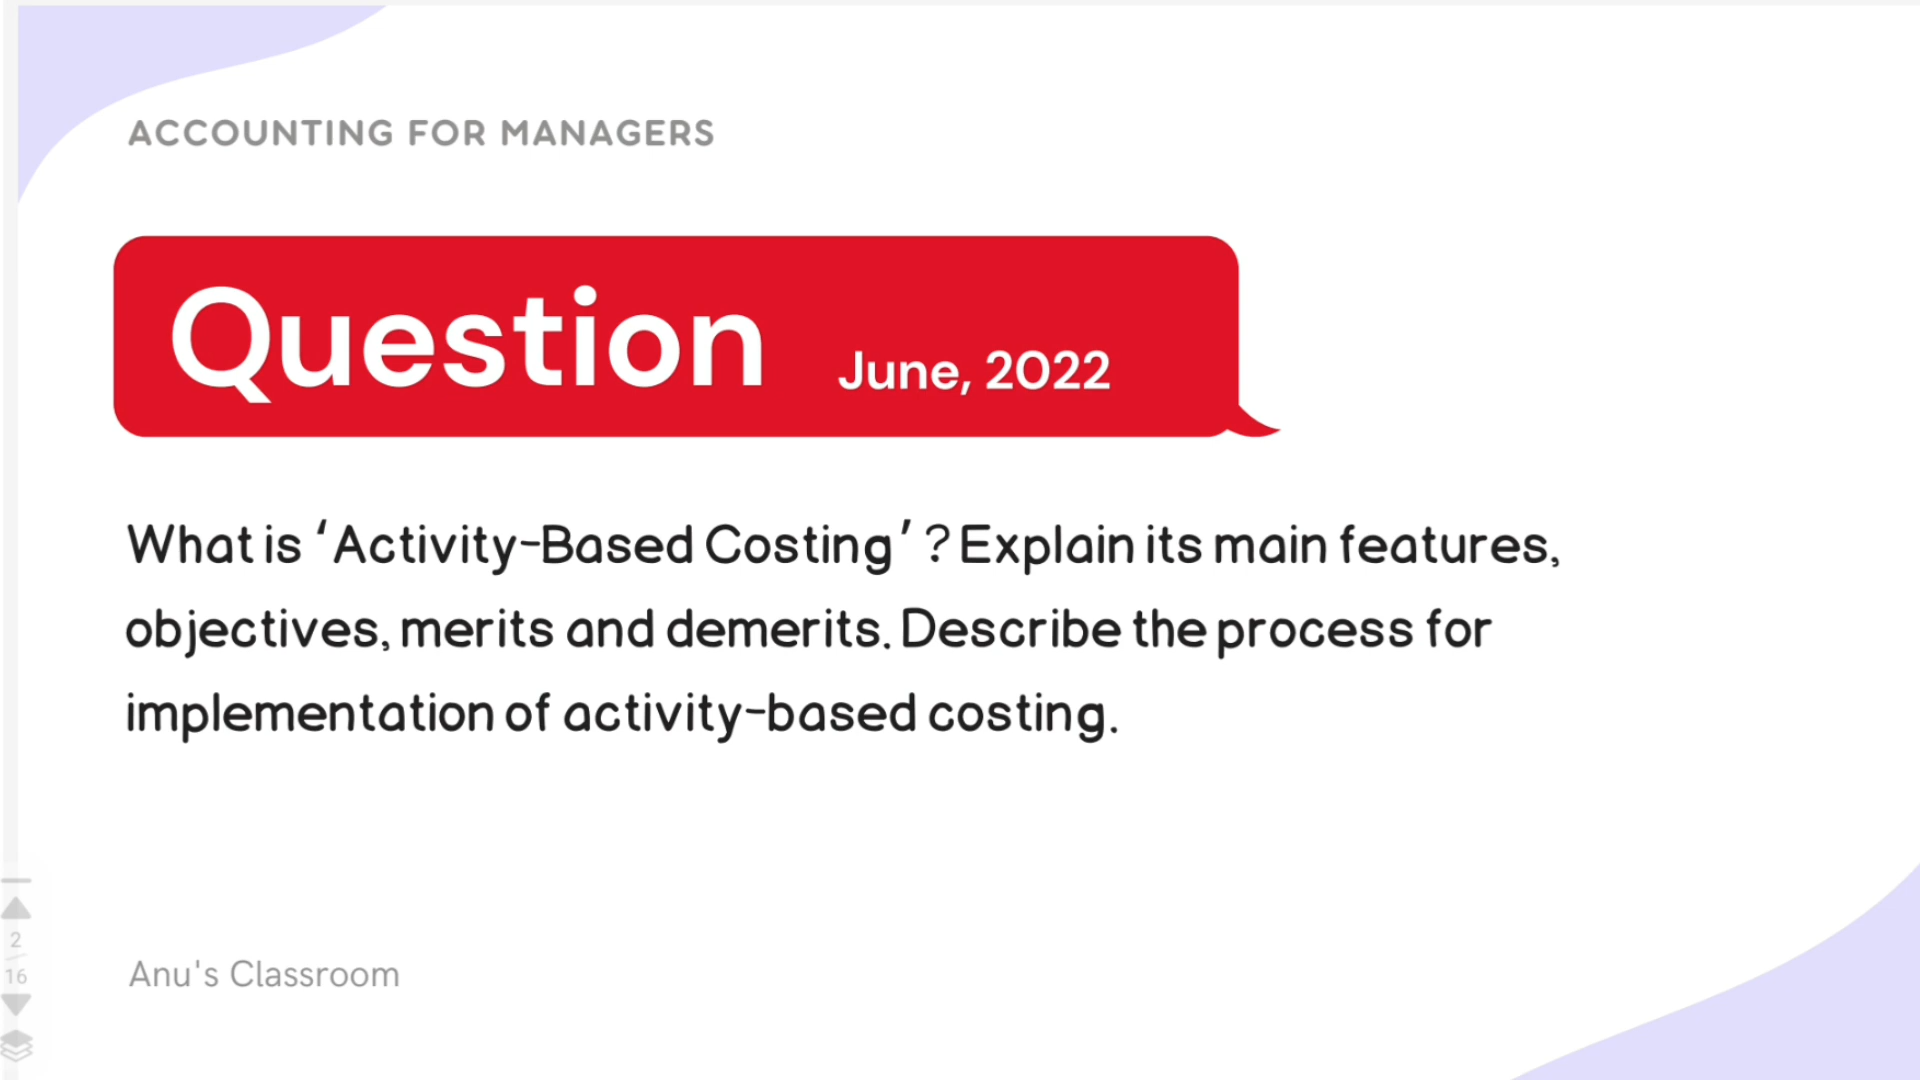 ACCOUNTING FOR MANAGERS
Question June, 2022
What is ‘Activity-Based Costing’ ? Explain its main features,
objectives, merits and demerits. Describe the process for
implementation of activity-based costing.
2
16
Anu's Classroom